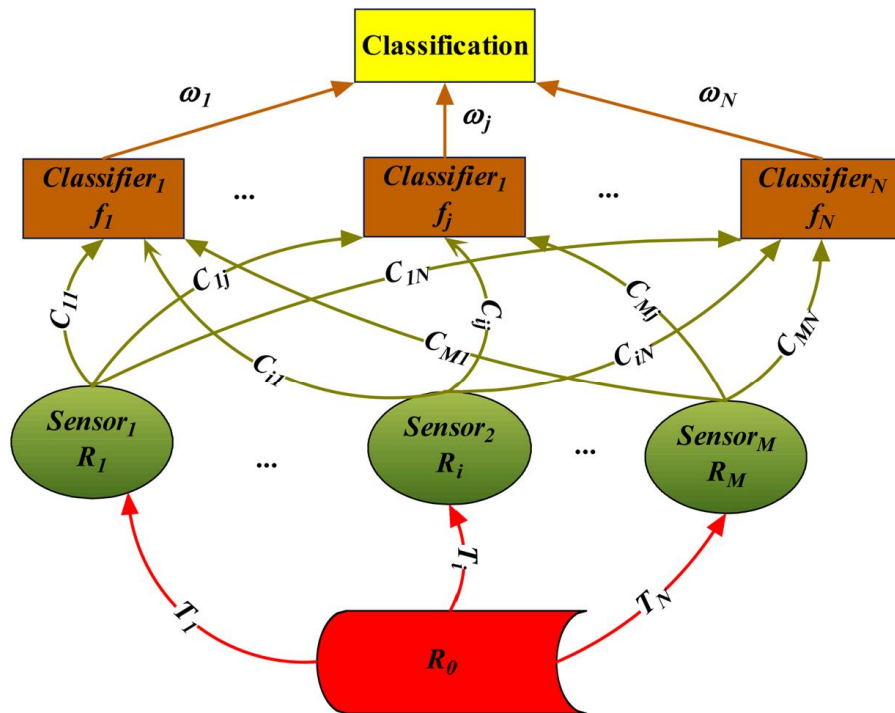 Classification
ω1
ωj
ωN
Classifier1
f1
...
Classifier1
fj
...
ClassifierN
fN
C11
C1j
C1N
Ci1
CM1
Cij
CiN
CMj
CMN
Sensor1
R1
...
Sensor2
Ri
...
SensorM
RM
T1
Ti
TN
R0